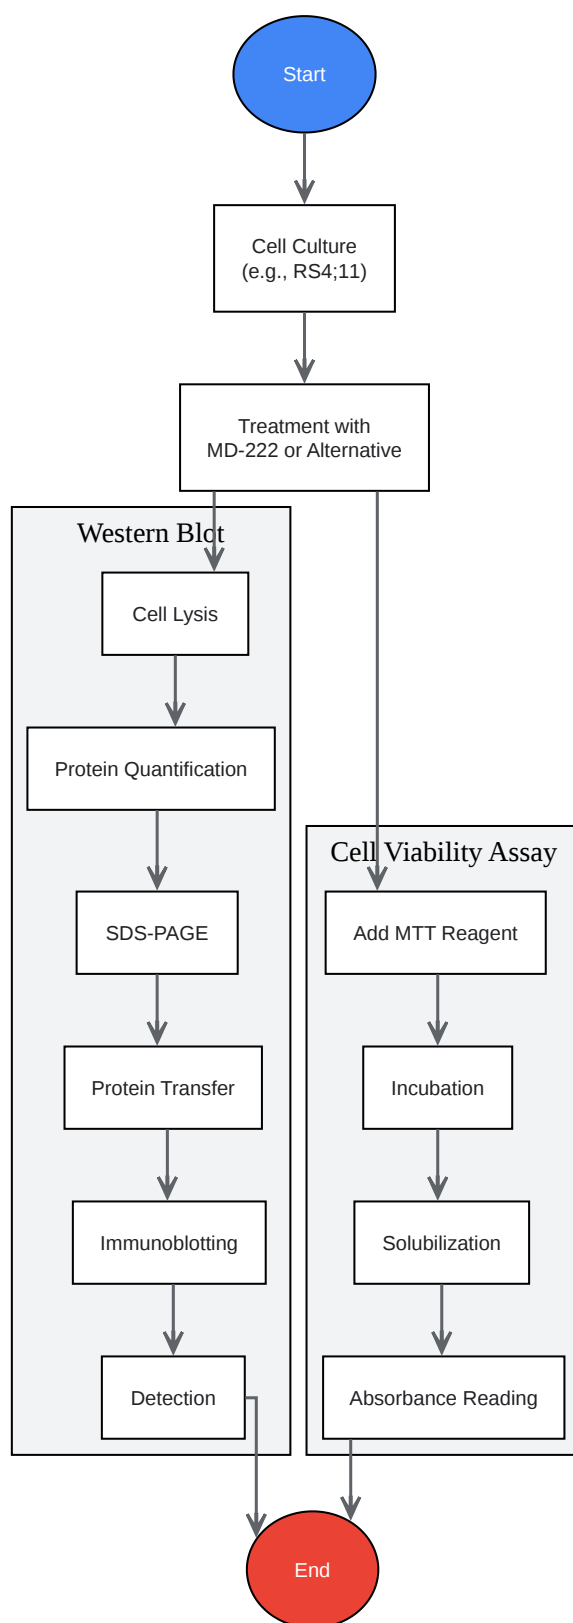 Start
Cell Culture
(e.g., RS4;11)
Treatment with
MD-222 or Alternative
Western Blot
Cell Lysis
Protein Quantification
SDS-PAGE
Protein Transfer
Immunoblotting
Detection
Cell Viability Assay
Add MTT Reagent
Incubation
Solubilization
Absorbance Reading
End